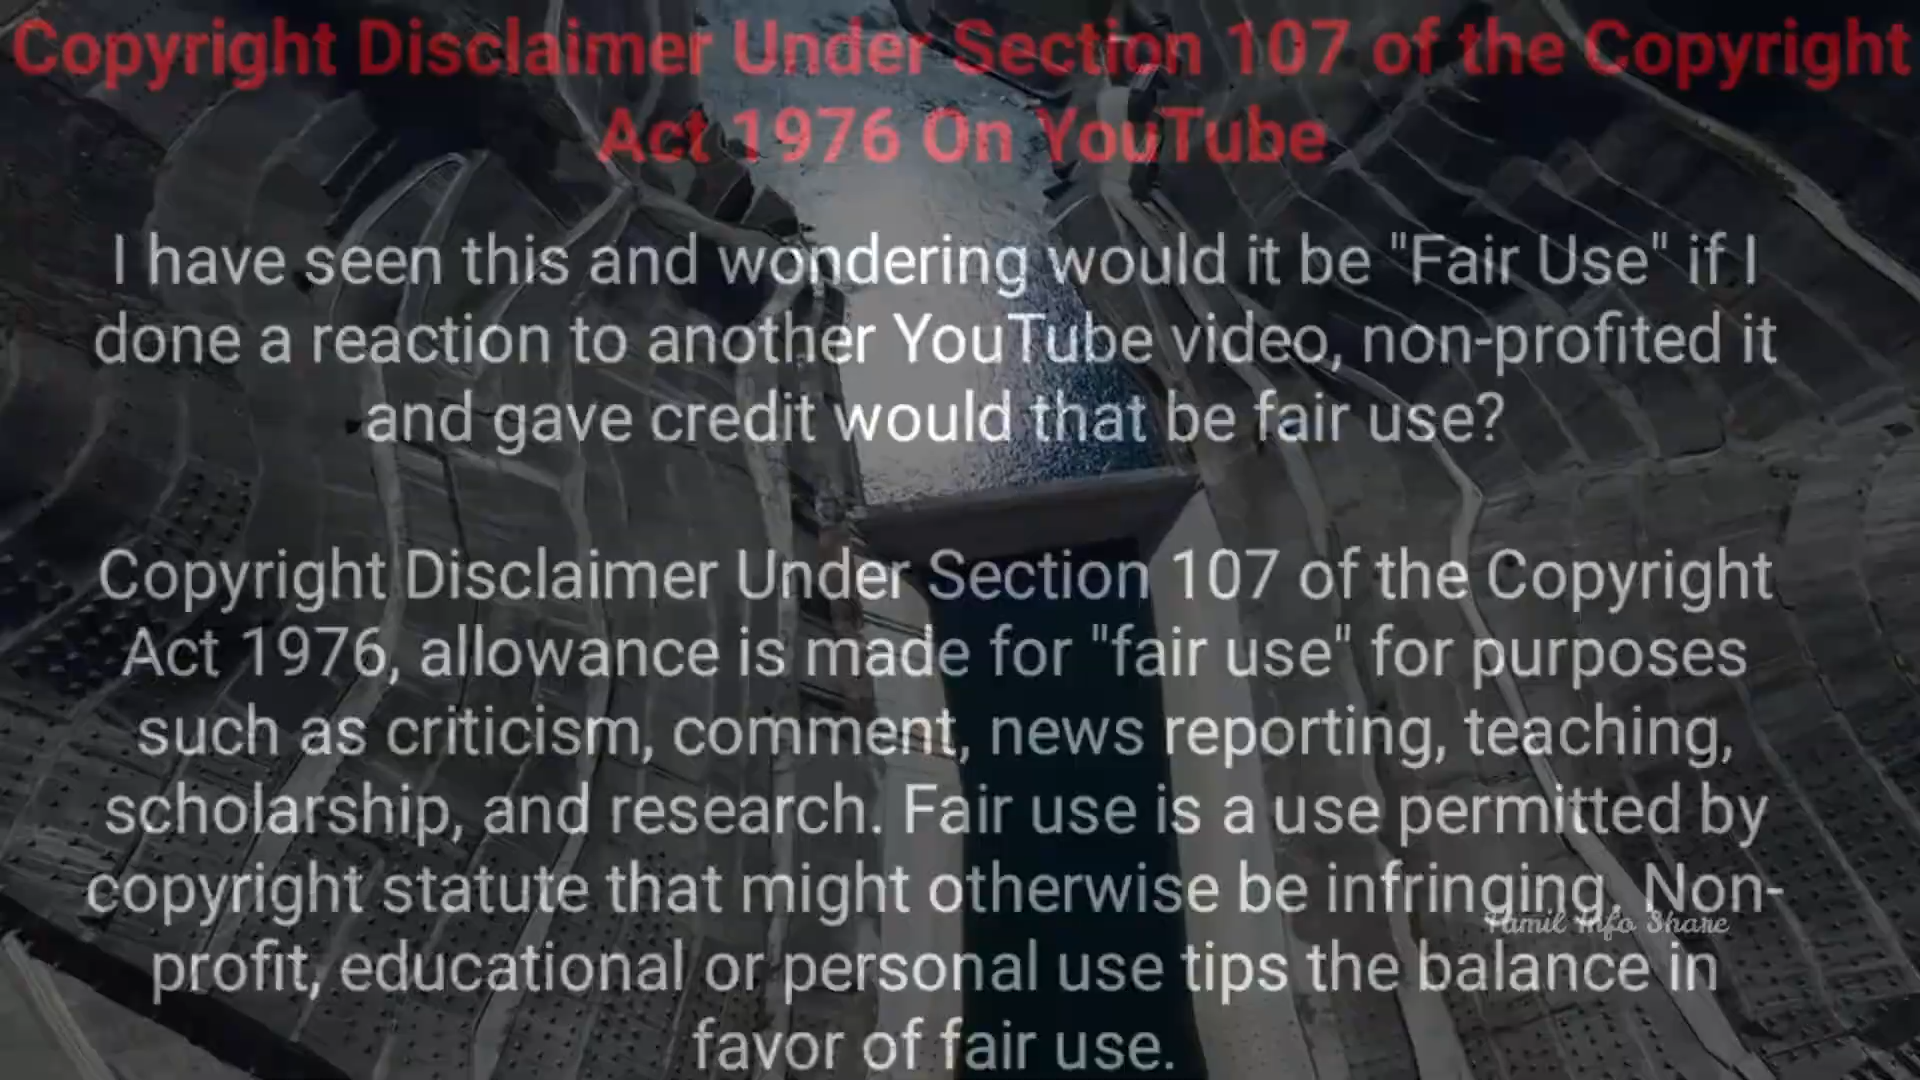 Copyright Disclaimer Under Section 107 of the Copyright
Act 1976 On YouTube
I have seen this and wondering would it be "Fair Use" if I
done a reaction to another YouTube video, non-profited it
and gave credit would that be fair use?
Copyright Disclaimer Under Section 107 of the Copyright
Act 1976, allowance is made for "fair use" for purposes
such as criticism, comment, news reporting, teaching,
scholarship, and research. Fair use is a use permitted by
copyright statute that might otherwise be infringing. Non-
Tamil Info Share
profit, educational or personal use tips the balance in
favor of fair use.